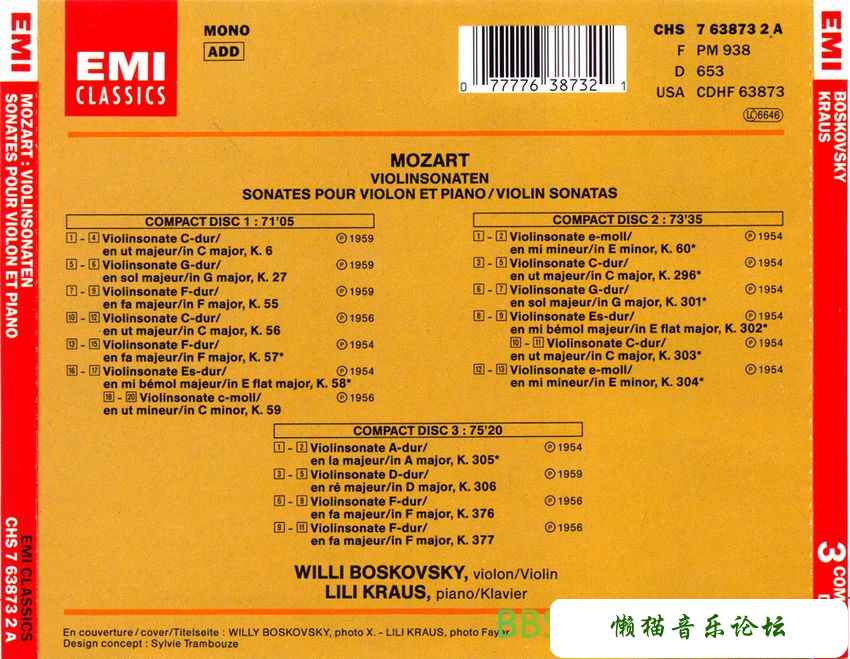 EMI
MOZART : VIOLINSONATEN
SONATES POUR VIOLON ET PIANO
EMI CLASSICS
CHS 7 63873 2 A
EMI
CLASSICS
MONO
ADD
0 77776 38732 1
CHS 7 63873 2 A
F PM 938
D 653
USA CDHF 63873
LC 6646
MOZART
VIOLINSONATEN
SONATES POUR VIOLON ET PIANO/VIOLIN SONATAS
COMPACT DISC 1 : 71'05
1 - 4 Violinsonate C-dur/ ℗ 1959
en ut majeur/in C major, K. 6
5 - 6 Violinsonate G-dur/ ℗ 1959
en sol majeur/in G major, K. 27
7 - 9 Violinsonate F-dur/ ℗ 1959
en fa majeur/in F major, K. 55
10 - 12 Violinsonate C-dur/ ℗ 1956
en ut majeur/in C major, K. 56
13 - 15 Violinsonate F-dur/ ℗ 1954
en fa majeur/in F major, K. 57*
16 - 17 Violinsonate Es-dur/ ℗ 1954
en mi bémol majeur/in E flat major, K. 58*
18 - 20 Violinsonate c-moll/ ℗ 1956
en ut mineur/in C minor, K. 59
COMPACT DISC 2 : 73'35
1 - 2 Violinsonate e-moll/ ℗ 1954
en mi mineur/in E minor, K. 60*
3 - 5 Violinsonate C-dur/ ℗ 1954
en ut majeur/in C major, K. 296*
6 - 7 Violinsonate G-dur/ ℗ 1954
en sol majeur/in G major, K. 301*
8 - 9 Violinsonate Es-dur/ ℗ 1954
en mi bémol majeur/in E flat major, K. 302*
10 - 11 Violinsonate C-dur/ ℗ 1954
en ut majeur/in C major, K. 303*
12 - 13 Violinsonate e-moll/ ℗ 1954
en mi mineur/in E minor, K. 304*
COMPACT DISC 3 : 75'20
1 - 2 Violinsonate A-dur/ ℗ 1954
en la majeur/in A major, K. 305*
3 - 5 Violinsonate D-dur/ ℗ 1959
en ré majeur/in D major, K. 306
6 - 8 Violinsonate F-dur/ ℗ 1956
en fa majeur/in F major, K. 376
9 - 11 Violinsonate F-dur/ ℗ 1956
en fa majeur/in F major, K. 377
WILLI BOSKOVSKY, violon/Violin
LILI KRAUS, piano/Klavier
En couverture / cover/Titelseite : WILLY BOSKOVSKY, photo X. - LILI KRAUS, photo Fayer
Design concept : Sylvie Trambouze
BBS
懒猫音乐论坛
EMI
BOSKOVSKY
KRAUS
3